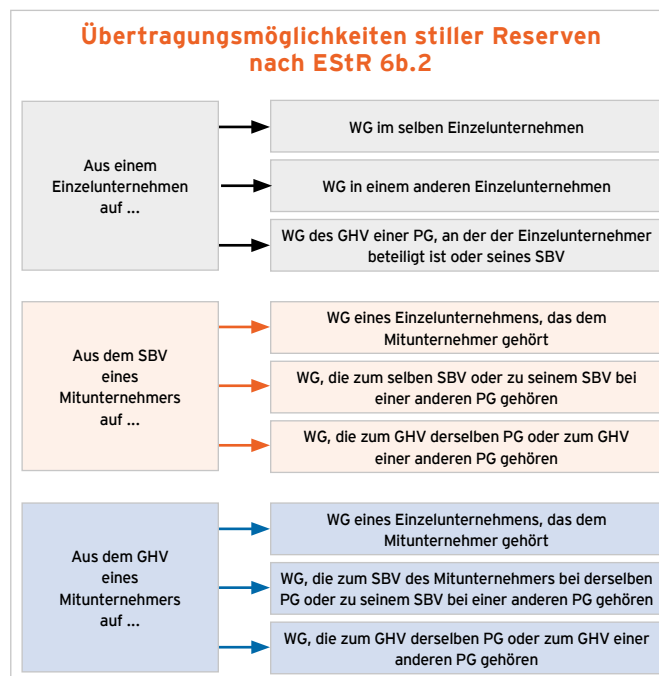 Übertragungsmöglichkeiten stiller Reserven
nach EStR 6b.2
Aus einem
Einzelunternehmen
auf ...
WG im selben Einzelunternehmen
WG in einem anderen Einzelunternehmen
WG des GHV einer PG, an der der Einzelunternehmer
beteiligt ist oder seines SBV
Aus dem SBV
eines
Mitunternehmers
auf ...
WG eines Einzelunternehmens, das dem
Mitunternehmer gehört
WG, die zum selben SBV oder zu seinem SBV bei
einer anderen PG gehören
WG, die zum GHV derselben PG oder zum GHV
einer anderen PG gehören
Aus dem GHV
eines
Mitunternehmers
auf ...
WG eines Einzelunternehmens, das dem
Mitunternehmer gehört
WG, die zum SBV des Mitunternehmers bei derselben
PG oder zu seinem SBV bei einer anderen PG gehören
WG, die zum GHV derselben PG oder zum GHV einer
anderen PG gehören